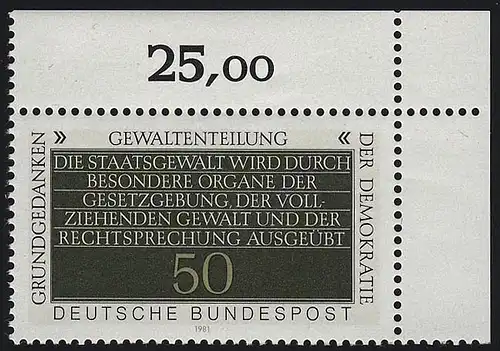 25,00
» GEWALTENTEILUNG «
GRUNDGEDANKEN
DER DEMOKRATIE
DIE STAATSGEWALT WIRD DURCH
BESONDERE ORGANE DER
GESETZGEBUNG, DER VOLL-
ZIEHENDEN GEWALT UND DER
RECHTSPRECHUNG AUSGEÜBT
50
DEUTSCHE BUNDESPOST
1981